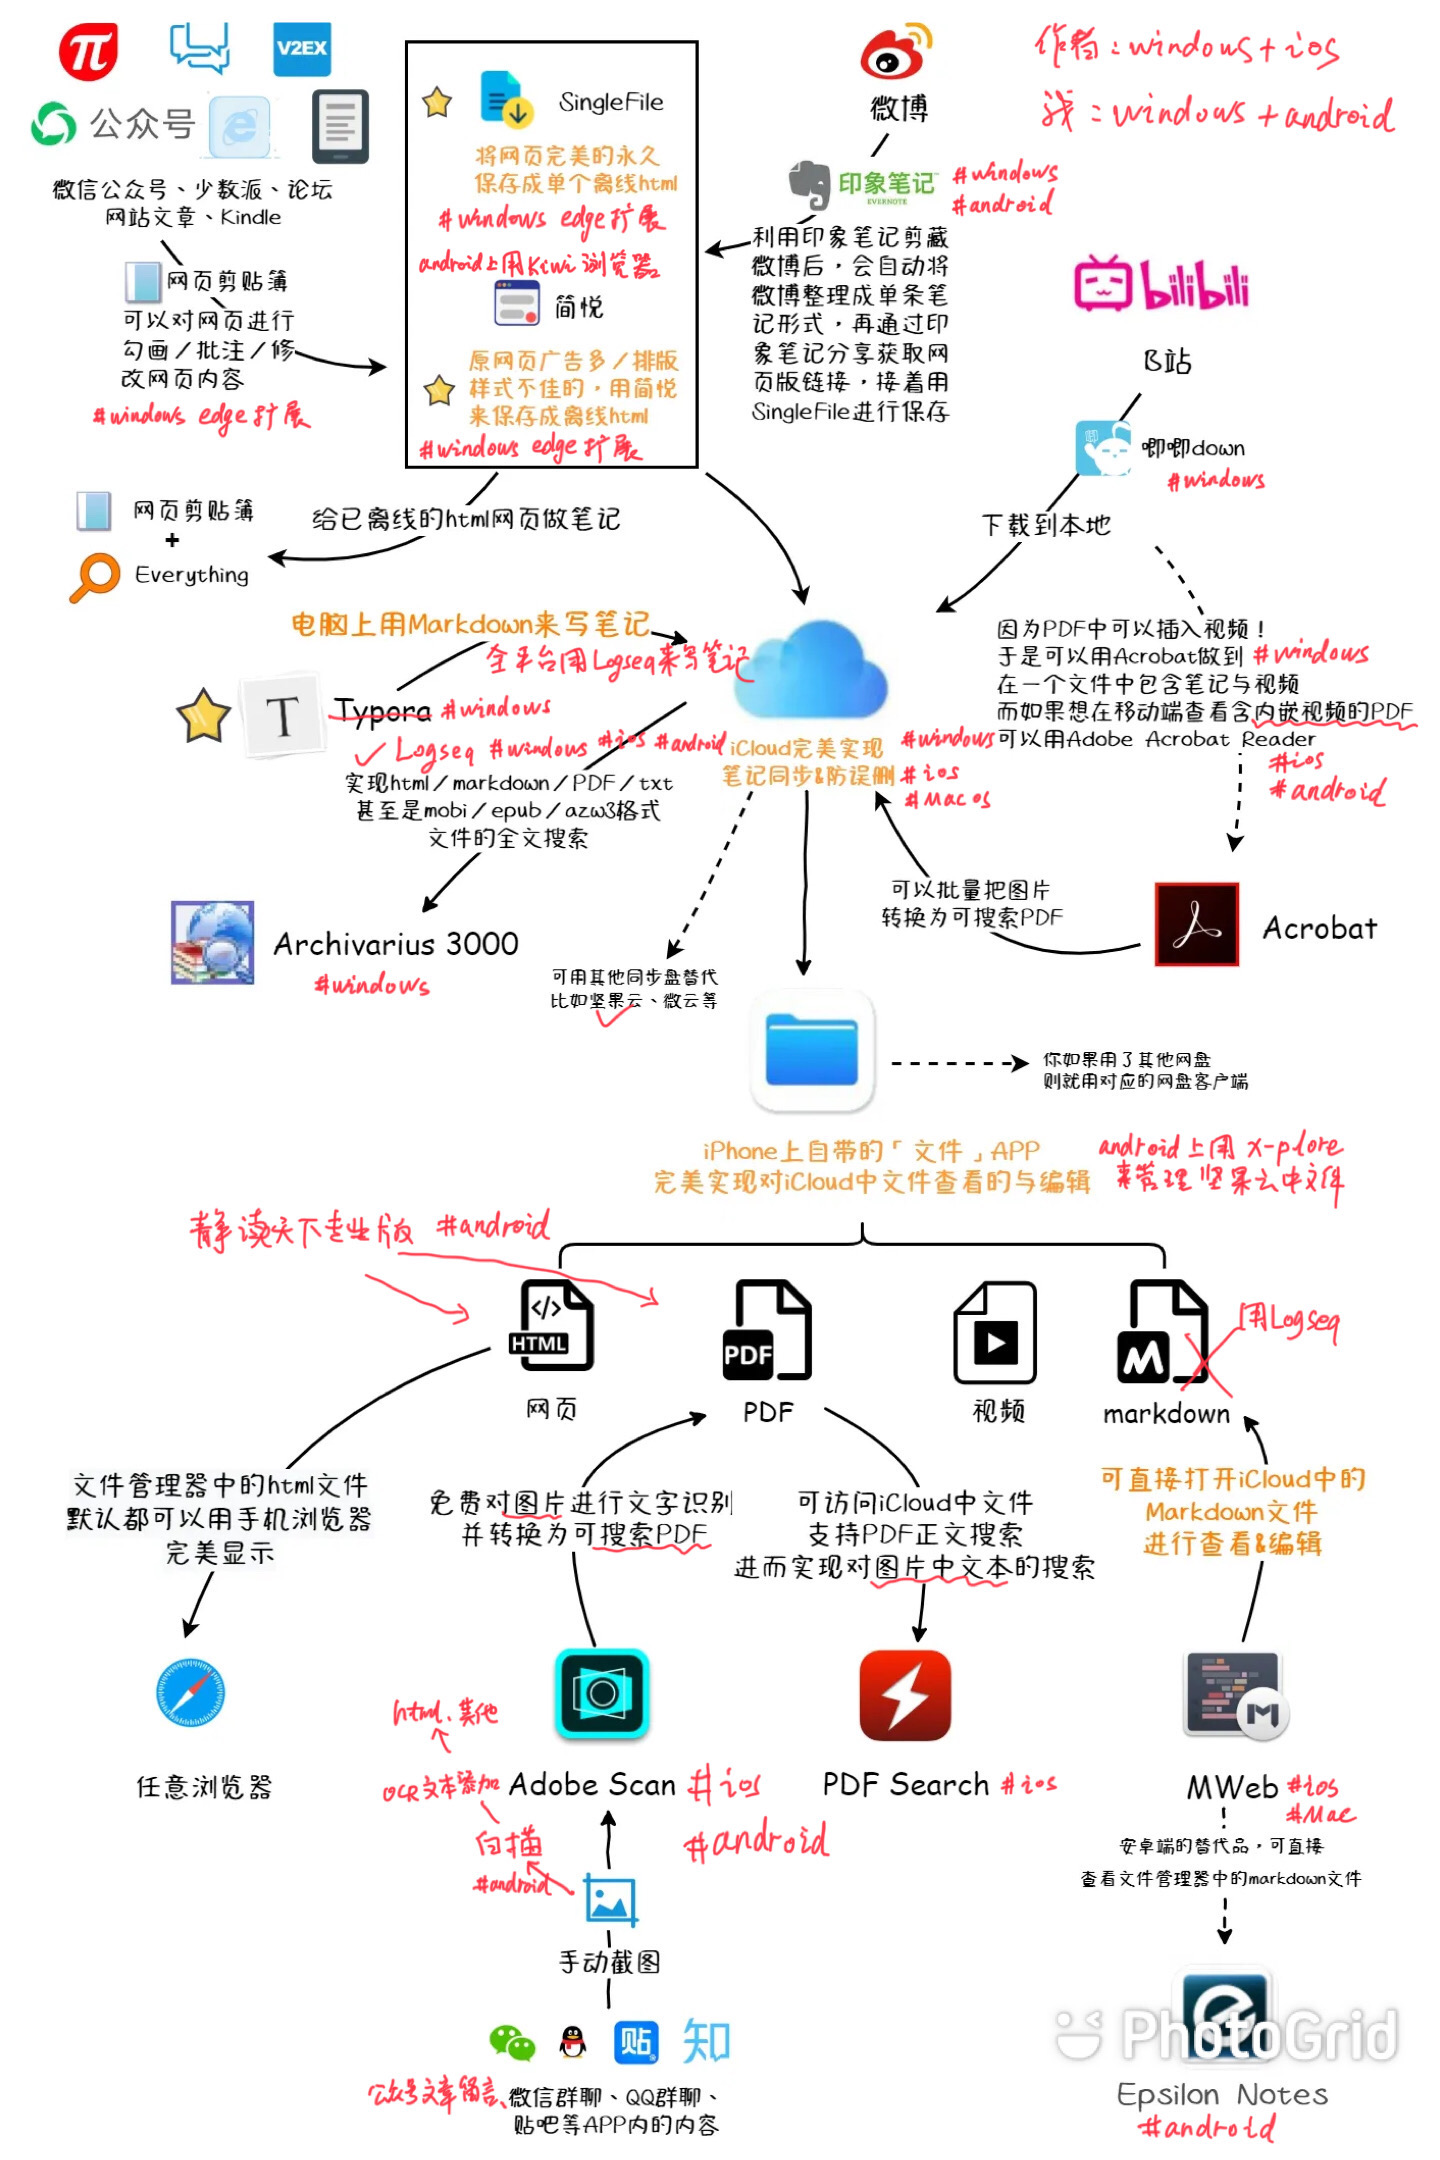 作者:windows+ios
我:windows+android
V2EX
公众号
微信公众号、少数派、论坛
网站文章、Kindle
网页剪贴簿
可以对网页进行
勾画/批注/修
改网页内容
#windows edge扩展
SingleFile
将网页完美的永久
保存成单个离线html
#windows edge扩展
android上用Kiwi浏览器
简悦
原网页广告多/排版
样式不佳的,用简悦
来保存成离线html
#windows edge扩展
微博
印象笔记
EVERNOTE
#windows
#android
利用印象笔记剪藏
微博后,会自动将
微博整理成单条笔
记形式,再通过印
象笔记分享获取网
页版链接,接着用
SingleFile进行保存
bilibili
B站
唧唧down
#windows
下载到本地
网页剪贴簿
+
Everything
给已离线的html网页做笔记
电脑上用Markdown来写笔记
全平台用Logseq来写笔记
T
Typora #windows
Logseq #windows #ios #android
实现html/markdown/PDF/txt
甚至是mobi/epub/azw3格式
文件的全文搜索
Archivarius 3000
#windows
iCloud完美实现
笔记同步&防误删
#windows
#ios
#Mac os
因为PDF中可以插入视频!
于是可以用Acrobat做到 #windows
在一个文件中包含笔记与视频
而如果想在移动端查看含内嵌视频的PDF
可以用Adobe Acrobat Reader
#ios
#android
可以批量把图片
转换为可搜索PDF
Acrobat
可用其他同步盘替代
比如坚果云、微云等
你如果用了其他网盘
则就用对应的网盘客户端
iPhone上自带的「文件」APP
完美实现对iCloud中文件查看的与编辑
android上用 x-plore
来管理坚果云中文件
静读天下专业版 #android
HTML
网页
PDF
PDF
视频
markdown
用Logseq
文件管理器中的html文件
默认都可以用手机浏览器
完美显示
免费对图片进行文字识别
并转换为可搜索PDF
可访问iCloud中文件
支持PDF正文搜索
进而实现对图片中文本的搜索
可直接打开iCloud中的
Markdown文件
进行查看&编辑
任意浏览器
html、其他
OCR文本添加
白描
#android
Adobe Scan #ios
#android
PDF Search #ios
MWeb #ios
#Mac
安卓端的替代品,可直接
查看文件管理器中的markdown文件
手动截图
贴
知
公众号文章留言、微信群聊、QQ群聊、
贴吧等APP内的内容
PhotoGrid
Epsilon Notes
#android